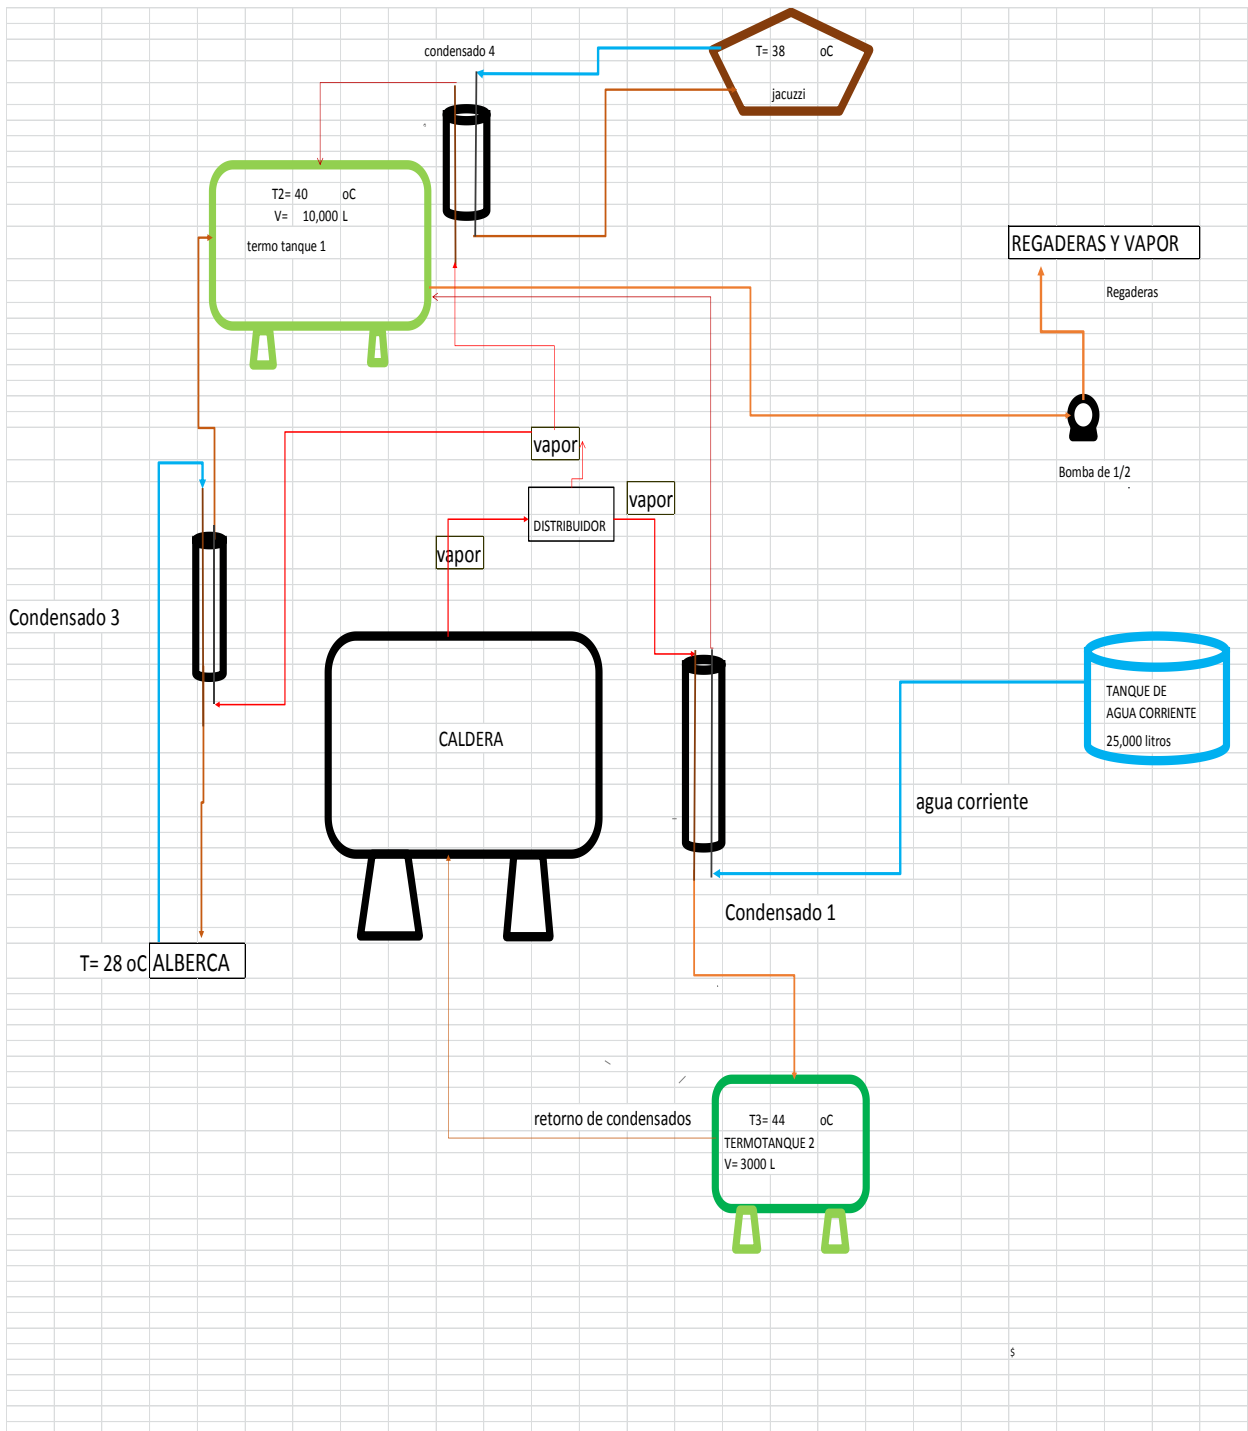 condensado 4
T= 38 oC
jacuzzi
T2= 40 oC
V= 10,000 L
termo tanque 1
REGADERAS Y VAPOR
Regaderas
vapor
Bomba de 1/2
vapor
DISTRIBUIDOR
vapor
Condensado 3
CALDERA
TANQUE DE
AGUA CORRIENTE
25,000 litros
agua corriente
Condensado 1
T= 28 oC ALBERCA
retorno de condensados
T3= 44 oC
TERMOTANQUE 2
V= 3000 L
$